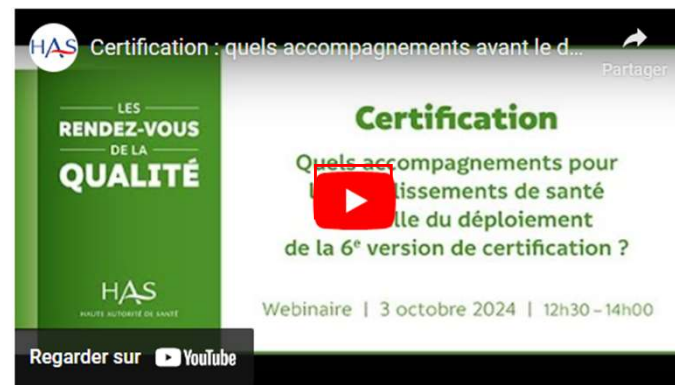 HAS Certification : quels accompagnements avant le d...
Partager
LES
RENDEZ-VOUS
DE LA
QUALITÉ
HAS
HAUTE AUTORITÉ DE SANTÉ
Certification
Quels accompagnements pour
lissements de santé
du déploiement
de la 6e version de certification ?
Webinaire | 3 octobre 2024 | 12h30 – 14h00
Regarder sur YouTube